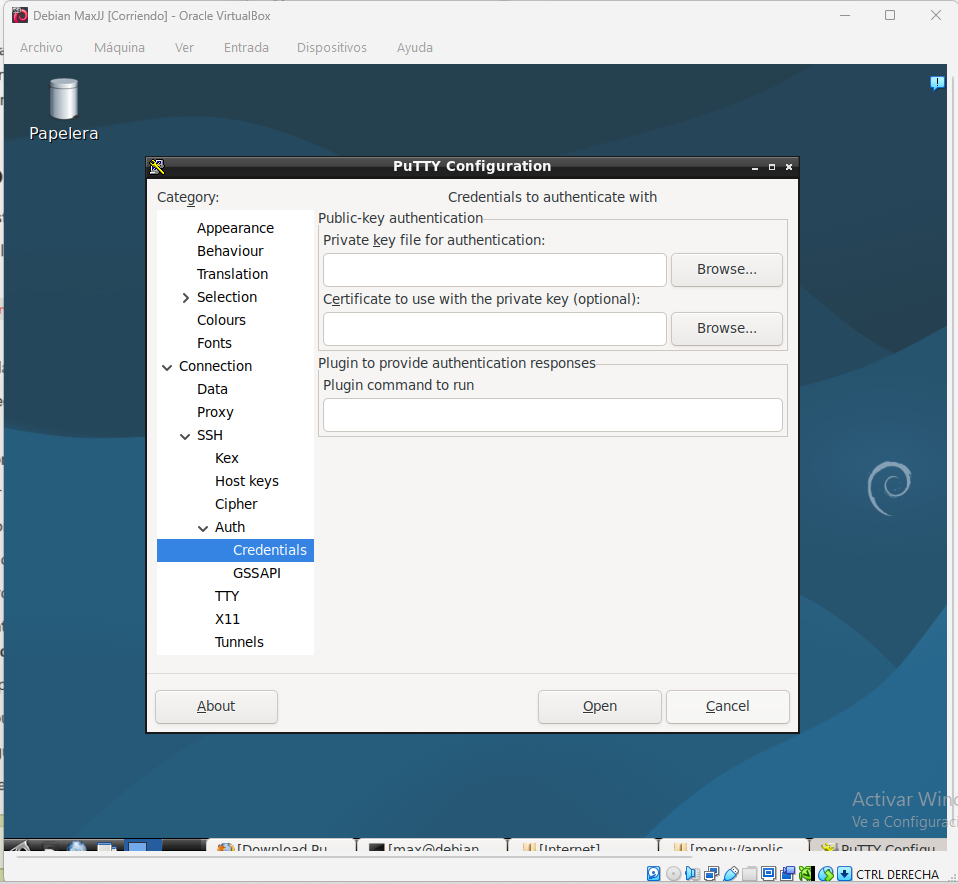 Debian MaxJJ [Corriendo] - Oracle VirtualBox
Archivo Máquina Ver Entrada Dispositivos Ayuda
Papelera
PuTTY Configuration
Category:
Appearance
Behaviour
Translation
Selection
Colours
Fonts
Connection
Data
Proxy
SSH
Kex
Host keys
Cipher
Auth
Credentials
GSSAPI
TTY
X11
Tunnels
Credentials to authenticate with
Public-key authentication
Private key file for authentication:
Browse...
Certificate to use with the private key (optional):
Browse...
Plugin to provide authentication responses
Plugin command to run
About
Open
Cancel
Activar Win
Ve a Configuraci
[Download Pu [max@debian [Internet] [menu://applic PuTTY Configu
CTRL DERECHA